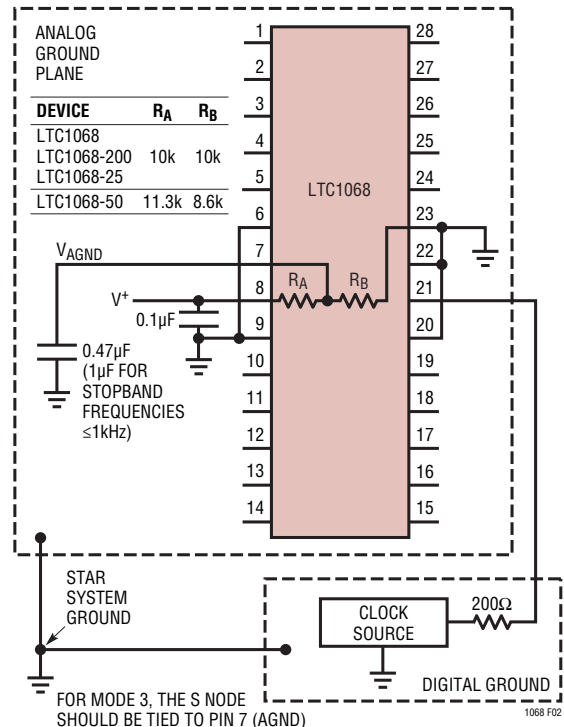 ANALOG
GROUND
PLANE
DEVICE RA RB
LTC1068
LTC1068-200 10k 10k
LTC1068-25
LTC1068-50 11.3k 8.6k
VAGND
V+
0.1µF
0.47µF
(1µF FOR
STOPBAND
FREQUENCIES
≤1kHz)
1
2
3
4
5
6
7
8
9
10
11
12
13
14
LTC1068
RA RB
28
27
26
25
24
23
22
21
20
19
18
17
16
15
STAR
SYSTEM
GROUND
CLOCK
SOURCE
200Ω
DIGITAL GROUND
FOR MODE 3, THE S NODE
SHOULD BE TIED TO PIN 7 (AGND)
1068 F02